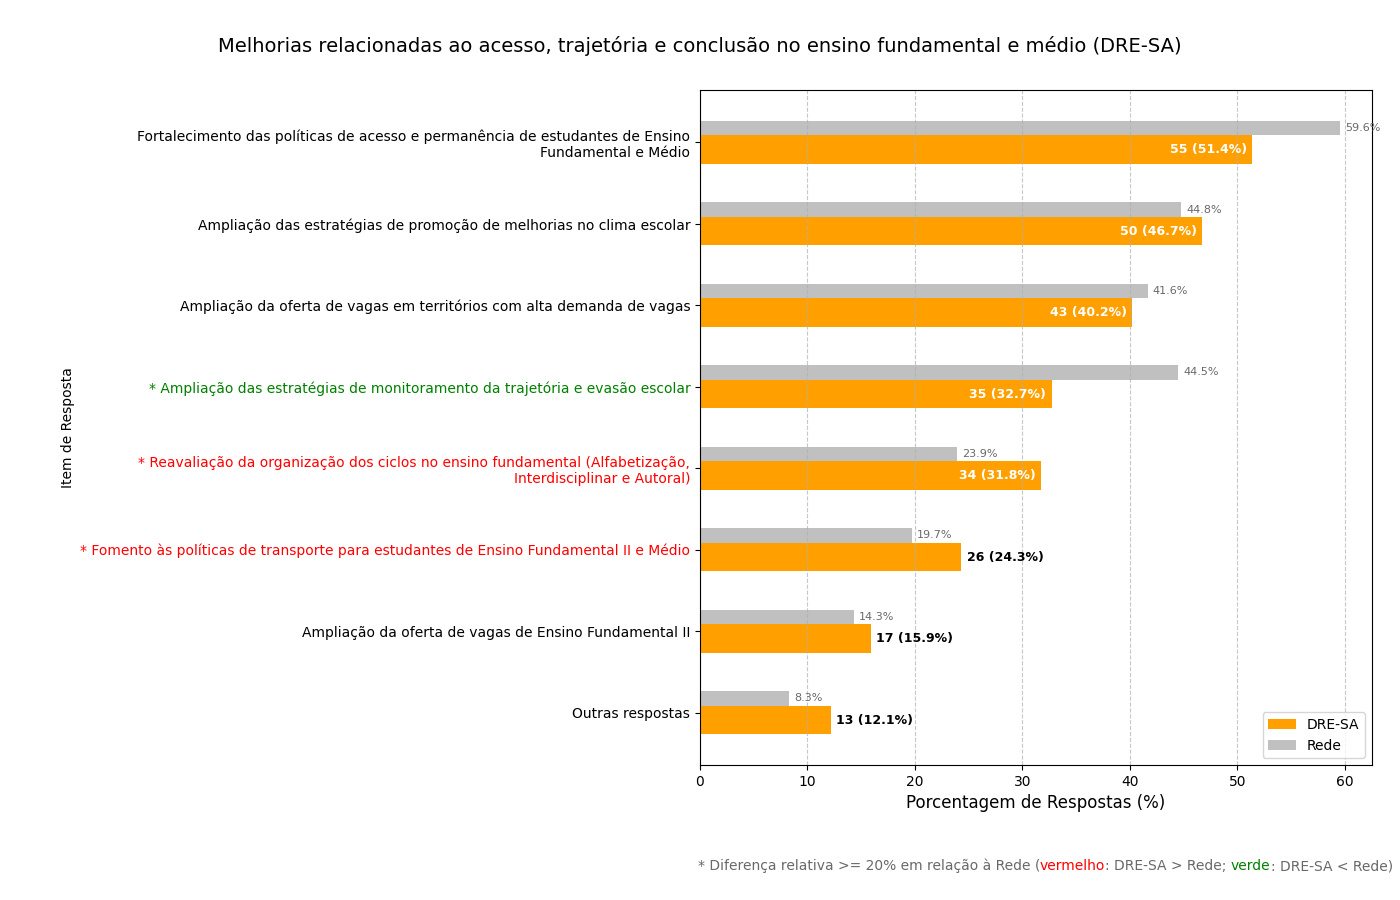 Melhorias relacionadas ao acesso, trajetória e conclusão no ensino fundamental e médio (DRE-SA)
Fortalecimento das políticas de acesso e permanência de estudantes de Ensino
Fundamental e Médio
59.6%
55 (51.4%)
Ampliação das estratégias de promoção de melhorias no clima escolar
44.8%
50 (46.7%)
Ampliação da oferta de vagas em territórios com alta demanda de vagas
41.6%
43 (40.2%)
* Ampliação das estratégias de monitoramento da trajetória e evasão escolar
44.5%
35 (32.7%)
* Reavaliação da organização dos ciclos no ensino fundamental (Alfabetização,
Interdisciplinar e Autoral)
23.9%
34 (31.8%)
* Fomento às políticas de transporte para estudantes de Ensino Fundamental II e Médio
19.7%
26 (24.3%)
Ampliação da oferta de vagas de Ensino Fundamental II
14.3%
17 (15.9%)
Outras respostas
8.3%
13 (12.1%)
Item de Resposta
DRE-SA
Rede
0 10 20 30 40 50 60
Porcentagem de Respostas (%)
* Diferença relativa >= 20% em relação à Rede (vermelho: DRE-SA > Rede; verde: DRE-SA < Rede)